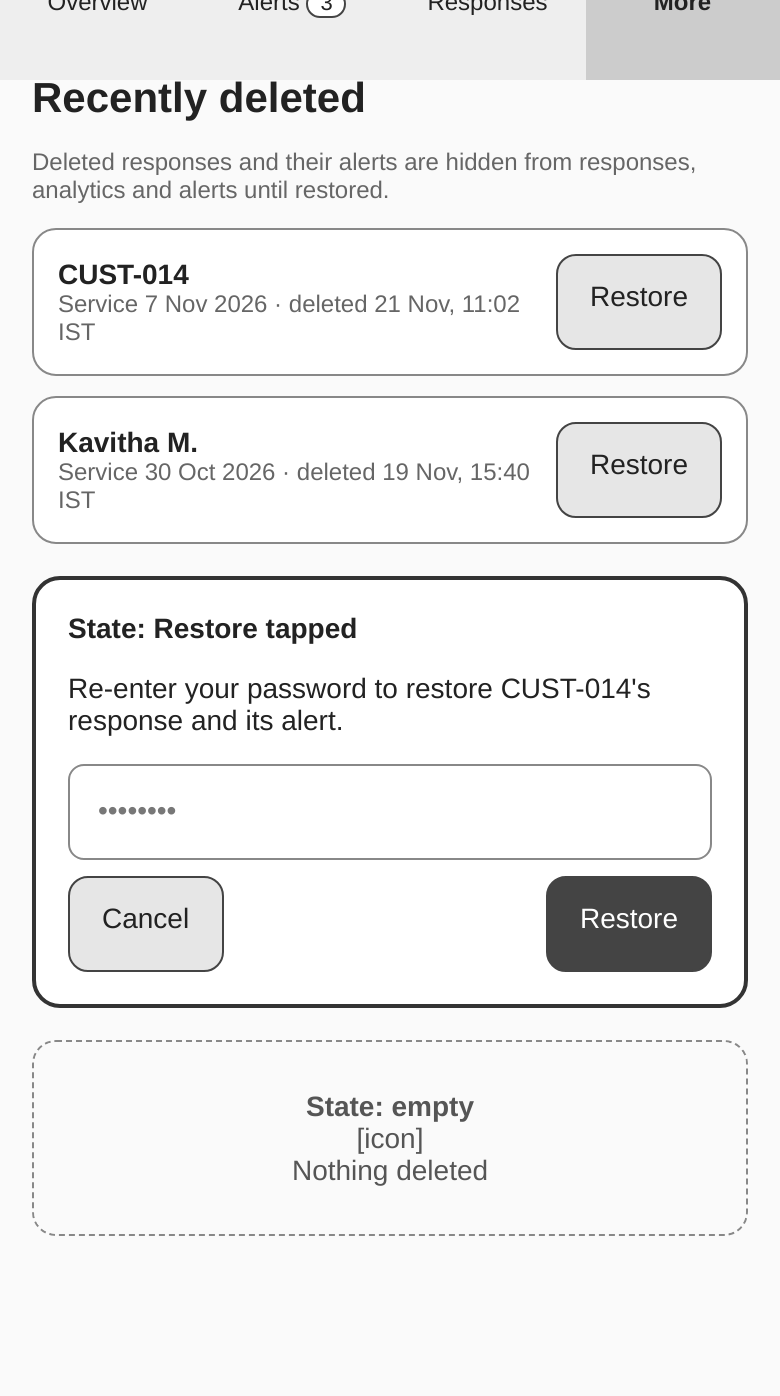 Overview Alerts 3 Responses More
Recently deleted
Deleted responses and their alerts are hidden from responses,
analytics and alerts until restored.
CUST-014
Service 7 Nov 2026 · deleted 21 Nov, 11:02
IST
Restore
Kavitha M.
Service 30 Oct 2026 · deleted 19 Nov, 15:40
IST
Restore
State: Restore tapped
Re-enter your password to restore CUST-014's
response and its alert.
••••••••
Cancel Restore
State: empty
[icon]
Nothing deleted